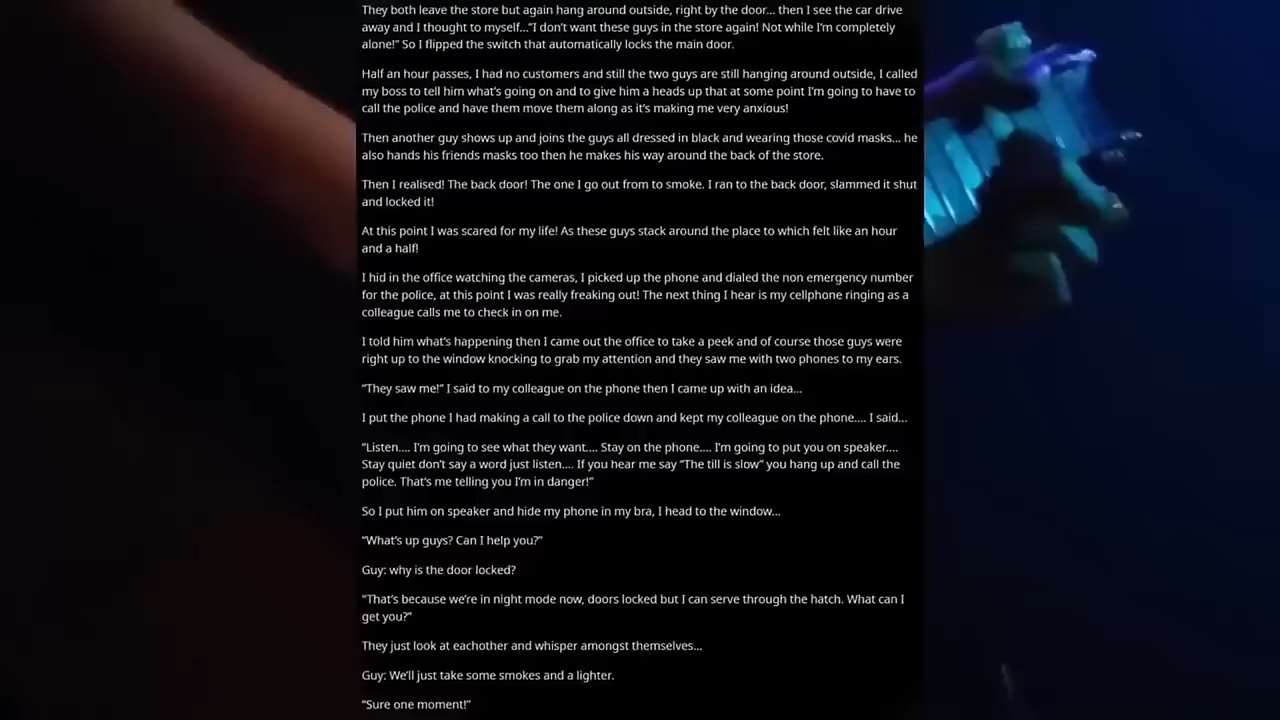 They both leave the store but again hang around outside, right by the door... then I see the car drive
away and I thought to myself..."I don't want these guys in the store again! Not while I'm completely
alone!" So I flipped the switch that automatically locks the main door.
Half an hour passes, I had no customers and still the two guys are still hanging around outside, I called
my boss to tell him what's going on and to give him a heads up that at some point I'm going to have to
call the police and have them move them along as it's making me very anxious!
Then another guy shows up and joins the guys all dressed in black and wearing those covid masks... he
also hands his friends masks too then he makes his way around the back of the store.
Then I realised! The back door! The one I go out from to smoke. I ran to the back door, slammed it shut
and locked it!
At this point I was scared for my life! As these guys stack around the place to which felt like an hour
and a half!
I hid in the office watching the cameras, I picked up the phone and dialed the non emergency number
for the police, at this point I was really freaking out! The next thing I hear is my cellphone ringing as a
colleague calls me to check in on me.
I told him what's happening then I came out the office to take a peek and of course those guys were
right up to the window knocking to grab my attention and they saw me with two phones to my ears.
"They saw me!" I said to my colleague on the phone then I came up with an idea...
I put the phone I had making a call to the police down and kept my colleague on the phone.... I said...
"Listen.... I'm going to see what they want.... Stay on the phone.... I'm going to put you on speaker....
Stay quiet don't say a word just listen.... If you hear me say "The till is slow" you hang up and call the
police. That's me telling you I'm in danger!"
So I put him on speaker and hide my phone in my bra, I head to the window...
"What's up guys? Can I help you?"
Guy: why is the door locked?
"That's because we're in night mode now, doors locked but I can serve through the hatch. What can I
get you?"
They just look at eachother and whisper amongst themselves...
Guy: We'll just take some smokes and a lighter.
"Sure one moment!"